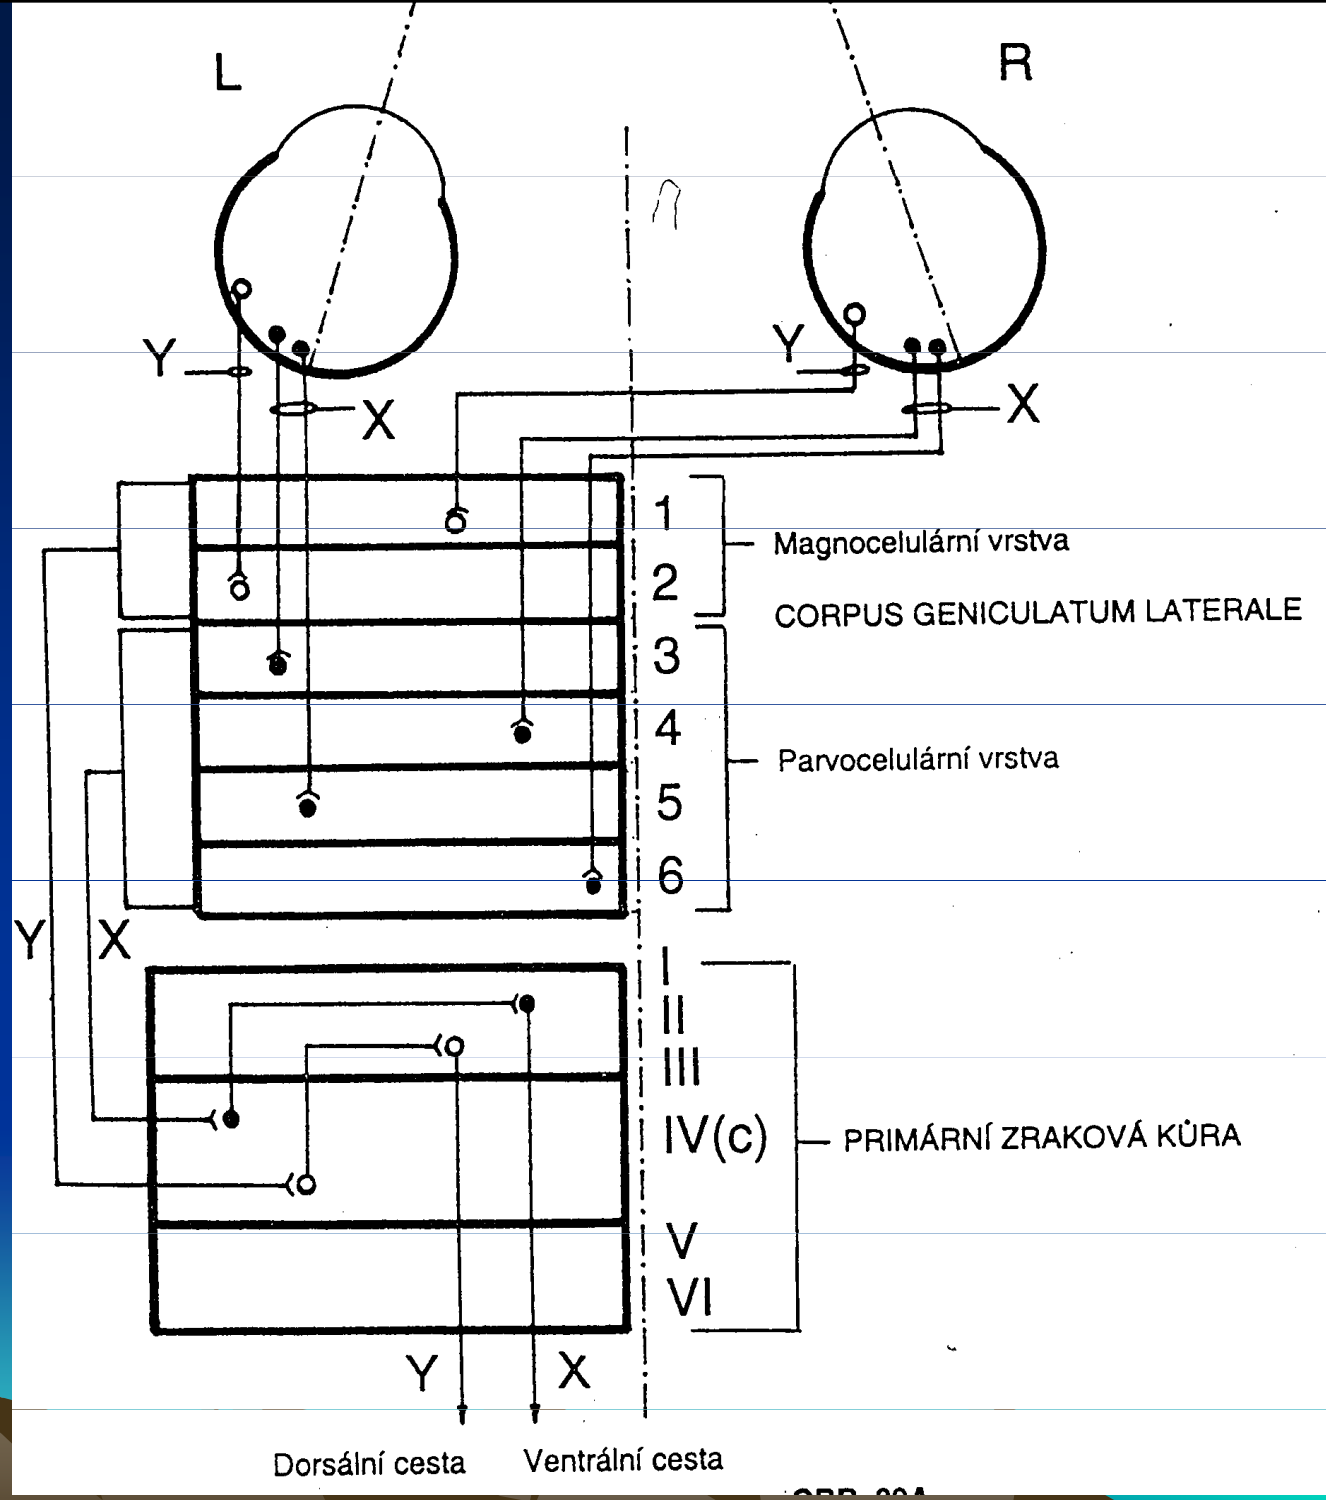 L
R
Y
X
Y
X
1
Magnocelulární vrstva
2
CORPUS GENICULATUM LATERALE
3
4
Parvocelulární vrstva
5
6
Y
X
I
II
III
IV(c)
PRIMÁRNÍ ZRAKOVÁ KŮRA
V
VI
Y
X
Dorsální cesta
Ventrální cesta